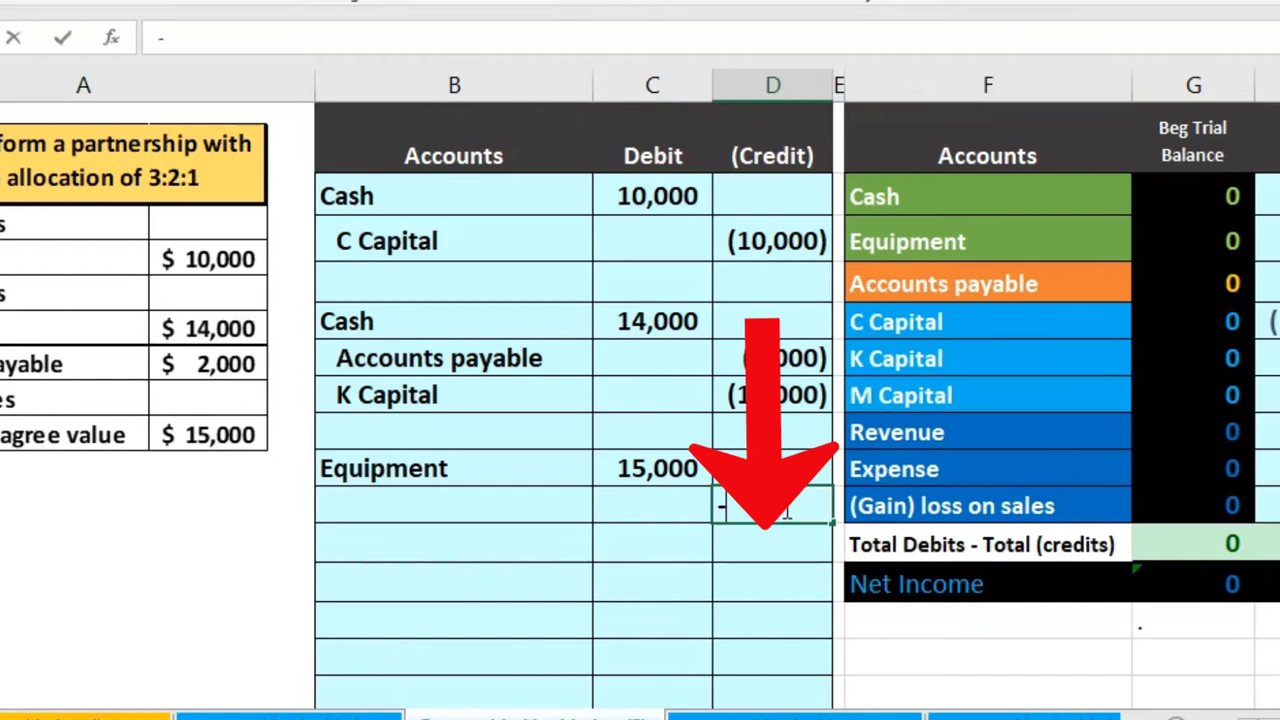 -
A B C D E F G
form a partnership with
allocation of 3:2:1
s
$ 10,000
s
$ 14,000
ayable $ 2,000
es
agree value $ 15,000
Accounts Debit (Credit)
Cash 10,000
C Capital (10,000)
Cash 14,000
Accounts payable 000)
K Capital 000)
Equipment 15,000
-
Accounts Beg Trial
Balance
Cash 0
Equipment 0
Accounts payable 0
C Capital 0 (
K Capital 0
M Capital 0
Revenue 0
Expense 0
(Gain) loss on sales 0
Total Debits - Total (credits) 0
Net Income 0
.